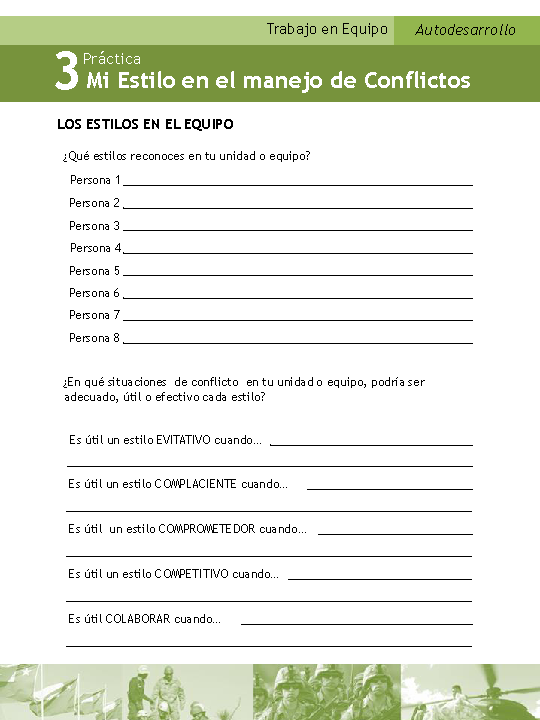 Trabajo en Equipo
Autodesarrollo
3
Práctica
Mi Estilo en el manejo de Conflictos
LOS ESTILOS EN EL EQUIPO
¿Qué estilos reconoces en tu unidad o equipo?
Persona 1
Persona 2
Persona 3
Persona 4
Persona 5
Persona 6
Persona 7
Persona 8
¿En qué situaciones de conflicto en tu unidad o equipo, podría ser
adecuado, útil o efectivo cada estilo?
Es útil un estilo EVITATIVO cuando...
Es útil un estilo COMPLACIENTE cuando...
Es útil un estilo COMPROMETEDOR cuando...
Es útil un estilo COMPETITIVO cuando...
Es útil COLABORAR cuando...